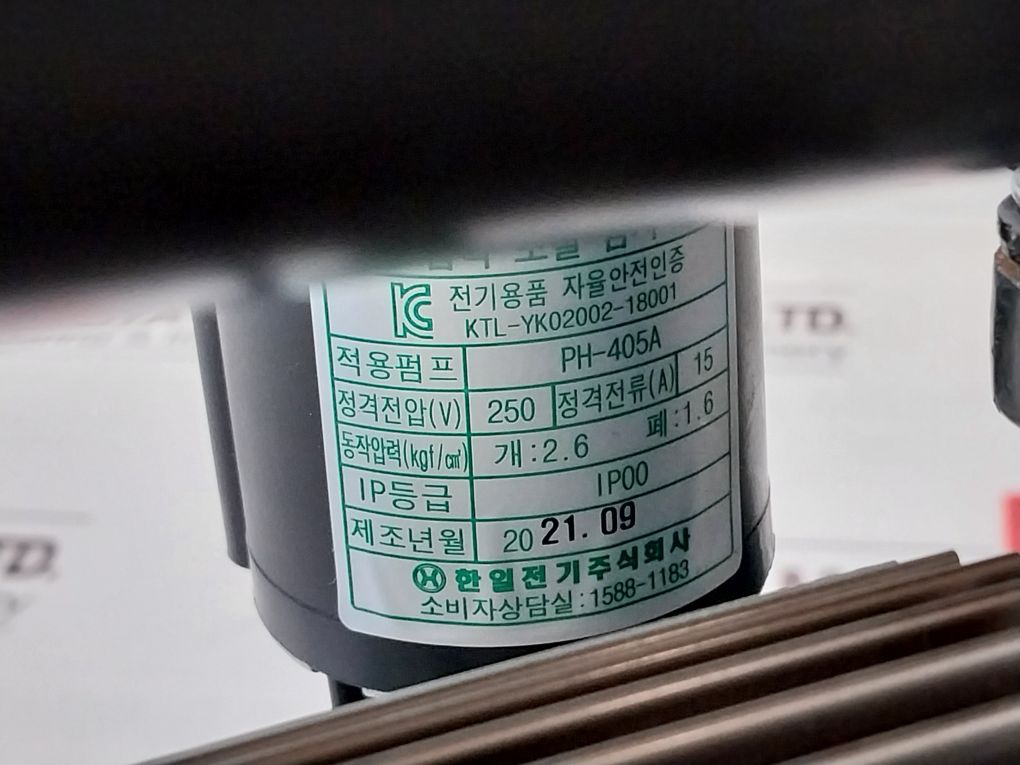 전기용품 자율안전인증
KTL-YK02002-18001
적용펌프 PH-405A
정격전압(V) 250 정격전류(A) 15
동작압력(kgf/㎠) 개:2.6 폐:1.6
IP등급 IP00
제조년월 2021.09
한일전기주식회사
소비자상담실:1588-1183
TD.
TD.